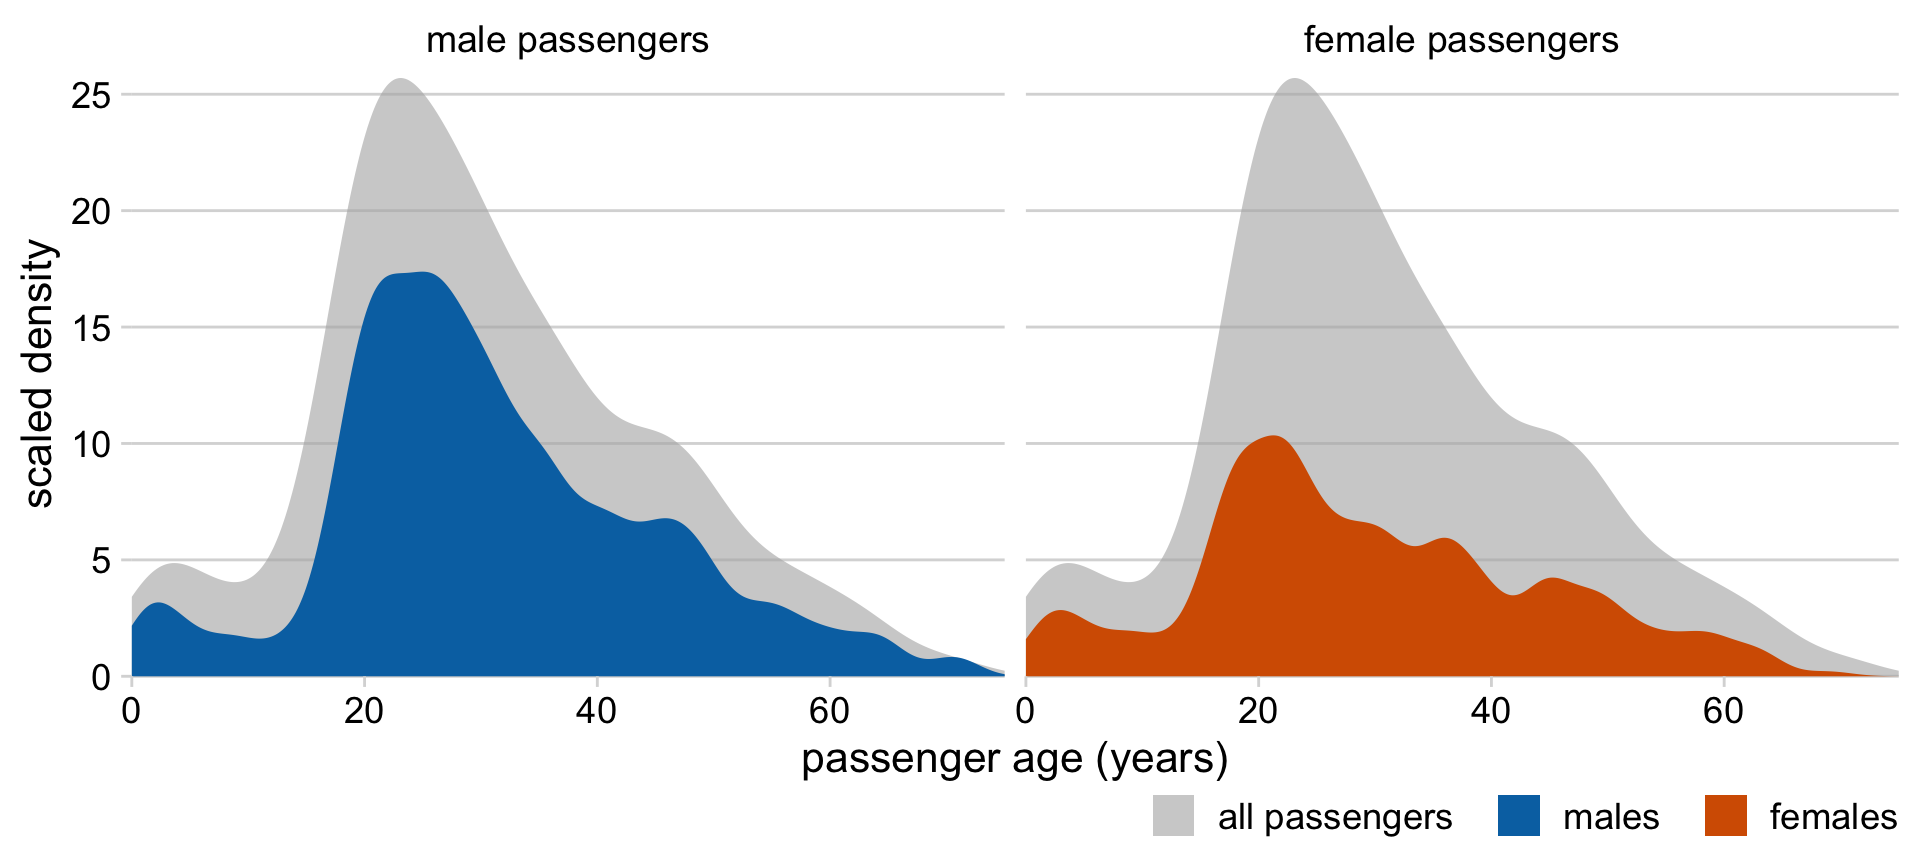 male passengers
female passengers
scaled density
25
20
15
10
5
0
0 20 40 60
0 20 40 60
passenger age (years)
all passengers males females